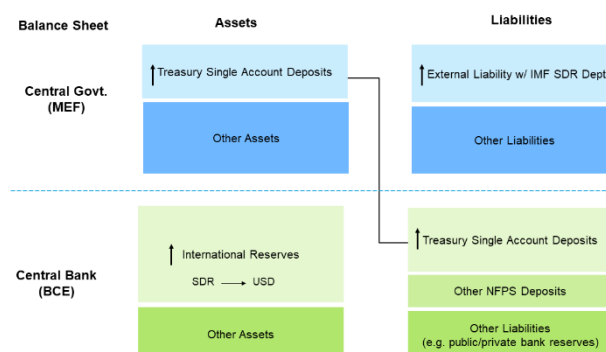 Balance Sheet
Assets
Liabilities
Central Govt.
(MEF)
Treasury Single Account Deposits
External Liability w/ IMF SDR Dept
Other Assets
Other Liabilities
Central Bank
(BCE)
International Reserves
SDR USD
Treasury Single Account Deposits
Other NFPS Deposits
Other Assets
Other Liabilities
(e.g. public/private bank reserves)